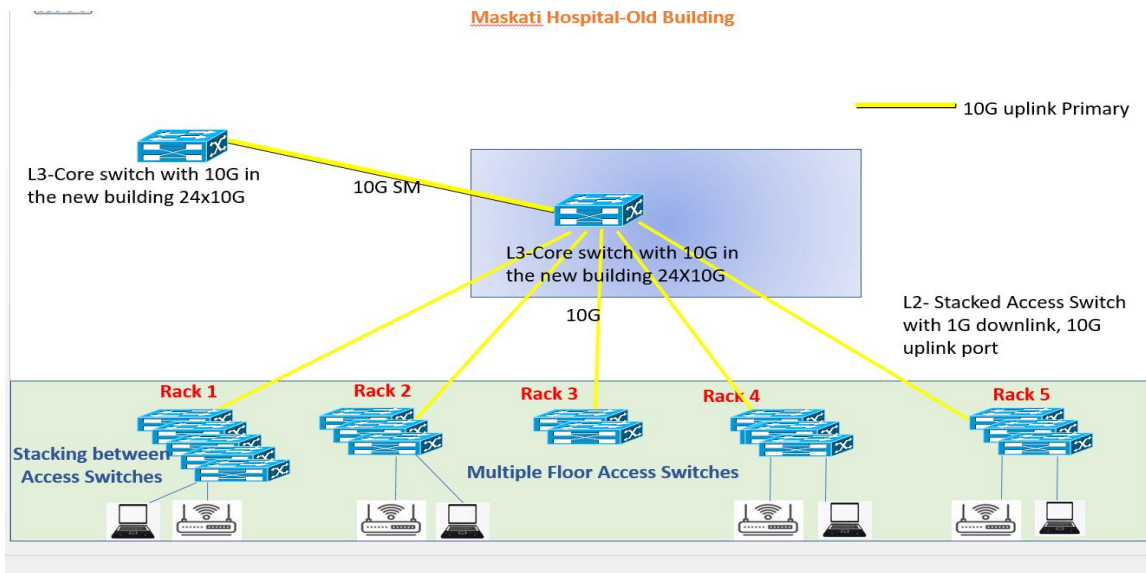 Maskati Hospital-Old Building
10G uplink Primary
L3-Core switch with 10G in
the new building 24x10G
10G SM
L3-Core switch with 10G in
the new building 24X10G
10G
L2- Stacked Access Switch
with 1G downlink, 10G
uplink port
Rack 1
Rack 2
Rack 3
Rack 4
Rack 5
Stacking between
Access Switches
Multiple Floor Access Switches